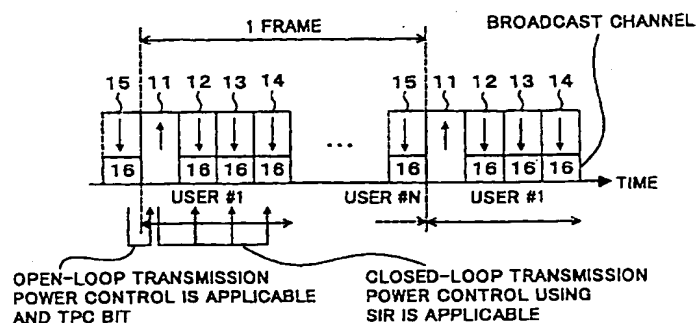 1 FRAME
BROADCAST CHANNEL
15 11 12 13 14 15 11 12 13 14
...
16 16 16 16 16 16 16 16
USER #1 USER #N USER #1
TIME
OPEN-LOOP TRANSMISSION
POWER CONTROL IS APPLICABLE
AND TPC BIT
CLOSED-LOOP TRANSMISSION
POWER CONTROL USING
SIR IS APPLICABLE